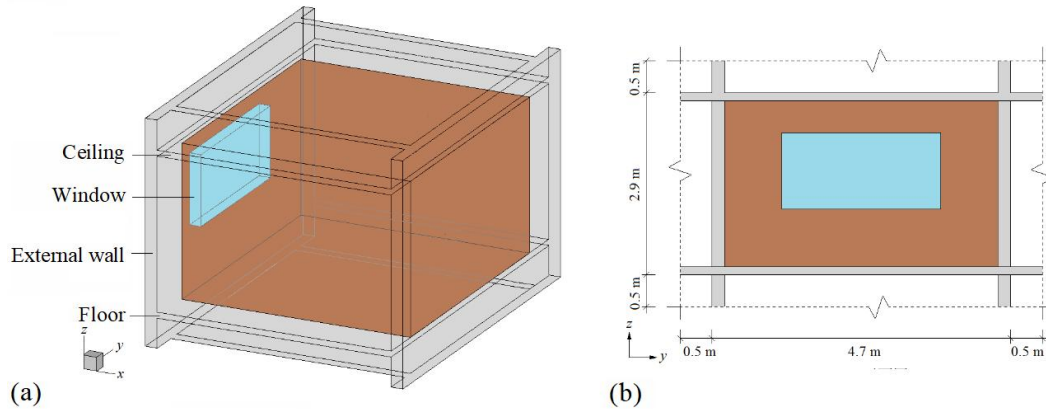 Ceiling
Window
External wall
Floor
z
y
x
(a)
0.5 m
2.9 m
0.5 m
z
y
0.5 m
4.7 m
0.5 m
(b)